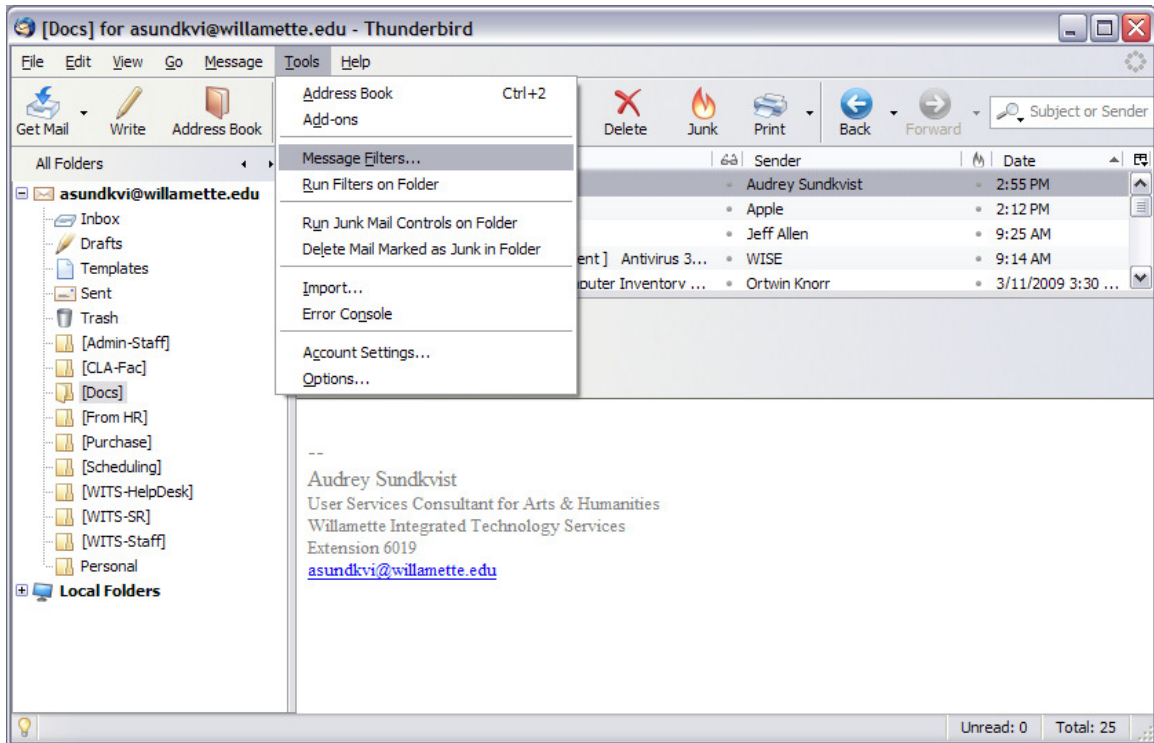 [Docs] for asundkvi@willamette.edu - Thunderbird
File Edit View Go Message Tools Help
Get Mail Write Address Book Delete Junk Print Back Forward Subject or Sender
Address Book Ctrl+2
Add-ons
Message Filters...
Run Filters on Folder
Run Junk Mail Controls on Folder
Delete Mail Marked as Junk in Folder
Import...
Error Console
Account Settings...
Options...
All Folders
asundkvi@willamette.edu
Inbox
Drafts
Templates
Sent
Trash
[Admin-Staff]
[CLA-Fac]
[Docs]
[From HR]
[Purchase]
[Scheduling]
[WITS-HelpDesk]
[WITS-SR]
[WITS-Staff]
Personal
Local Folders
Sender Date
Audrey Sundkvist 2:55 PM
Apple 2:12 PM
Jeff Allen 9:25 AM
ent ] Antivirus 3... WISE 9:14 AM
puter Inventory ... Ortwin Knorr 3/11/2009 3:30 ...
--
Audrey Sundkvist
User Services Consultant for Arts & Humanities
Willamette Integrated Technology Services
Extension 6019
asundkvi@willamette.edu
Unread: 0 Total: 25